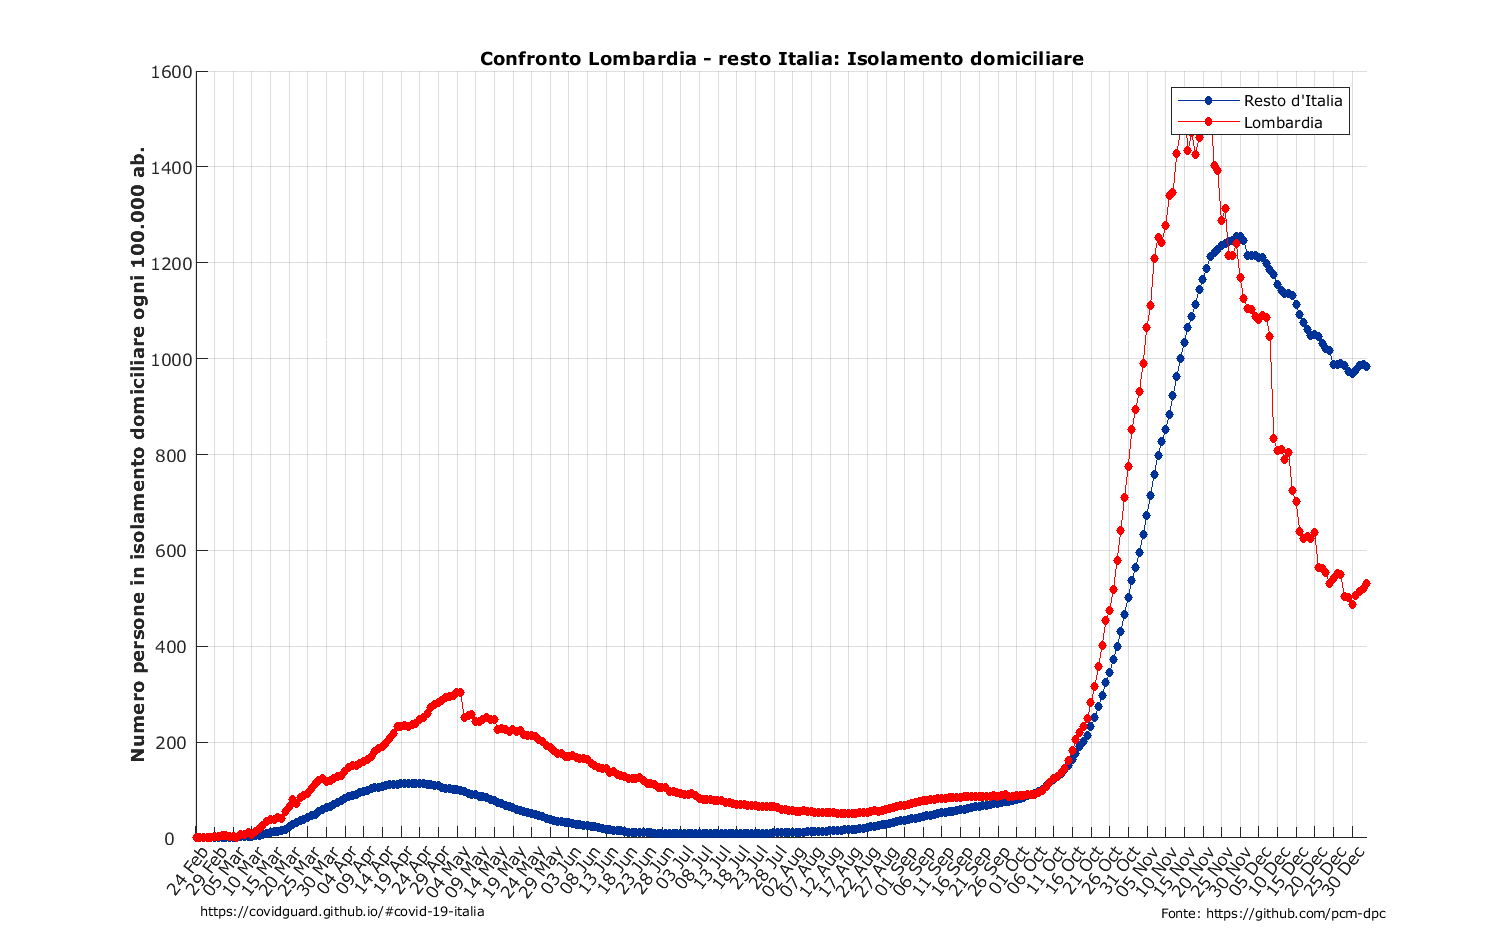 Confronto Lombardia - resto Italia: Isolamento domiciliare
Numero persone in isolamento domiciliare ogni 100.000 ab.
1600
1400
1200
1000
800
600
400
200
0
Resto d'Italia
Lombardia
24 Feb
29 Feb
05 Mar
10 Mar
15 Mar
20 Mar
25 Mar
30 Mar
04 Apr
09 Apr
14 Apr
19 Apr
24 Apr
29 Apr
04 May
09 May
14 May
19 May
24 May
29 May
03 Jun
08 Jun
13 Jun
18 Jun
23 Jun
28 Jun
03 Jul
08 Jul
13 Jul
18 Jul
23 Jul
28 Jul
02 Aug
07 Aug
12 Aug
17 Aug
22 Aug
27 Aug
01 Sep
06 Sep
11 Sep
16 Sep
21 Sep
26 Sep
01 Oct
06 Oct
11 Oct
16 Oct
21 Oct
26 Oct
31 Oct
05 Nov
10 Nov
15 Nov
20 Nov
25 Nov
30 Nov
05 Dec
10 Dec
15 Dec
20 Dec
25 Dec
30 Dec
https://covidguard.github.io/#covid-19-italia
Fonte: https://github.com/pcm-dpc